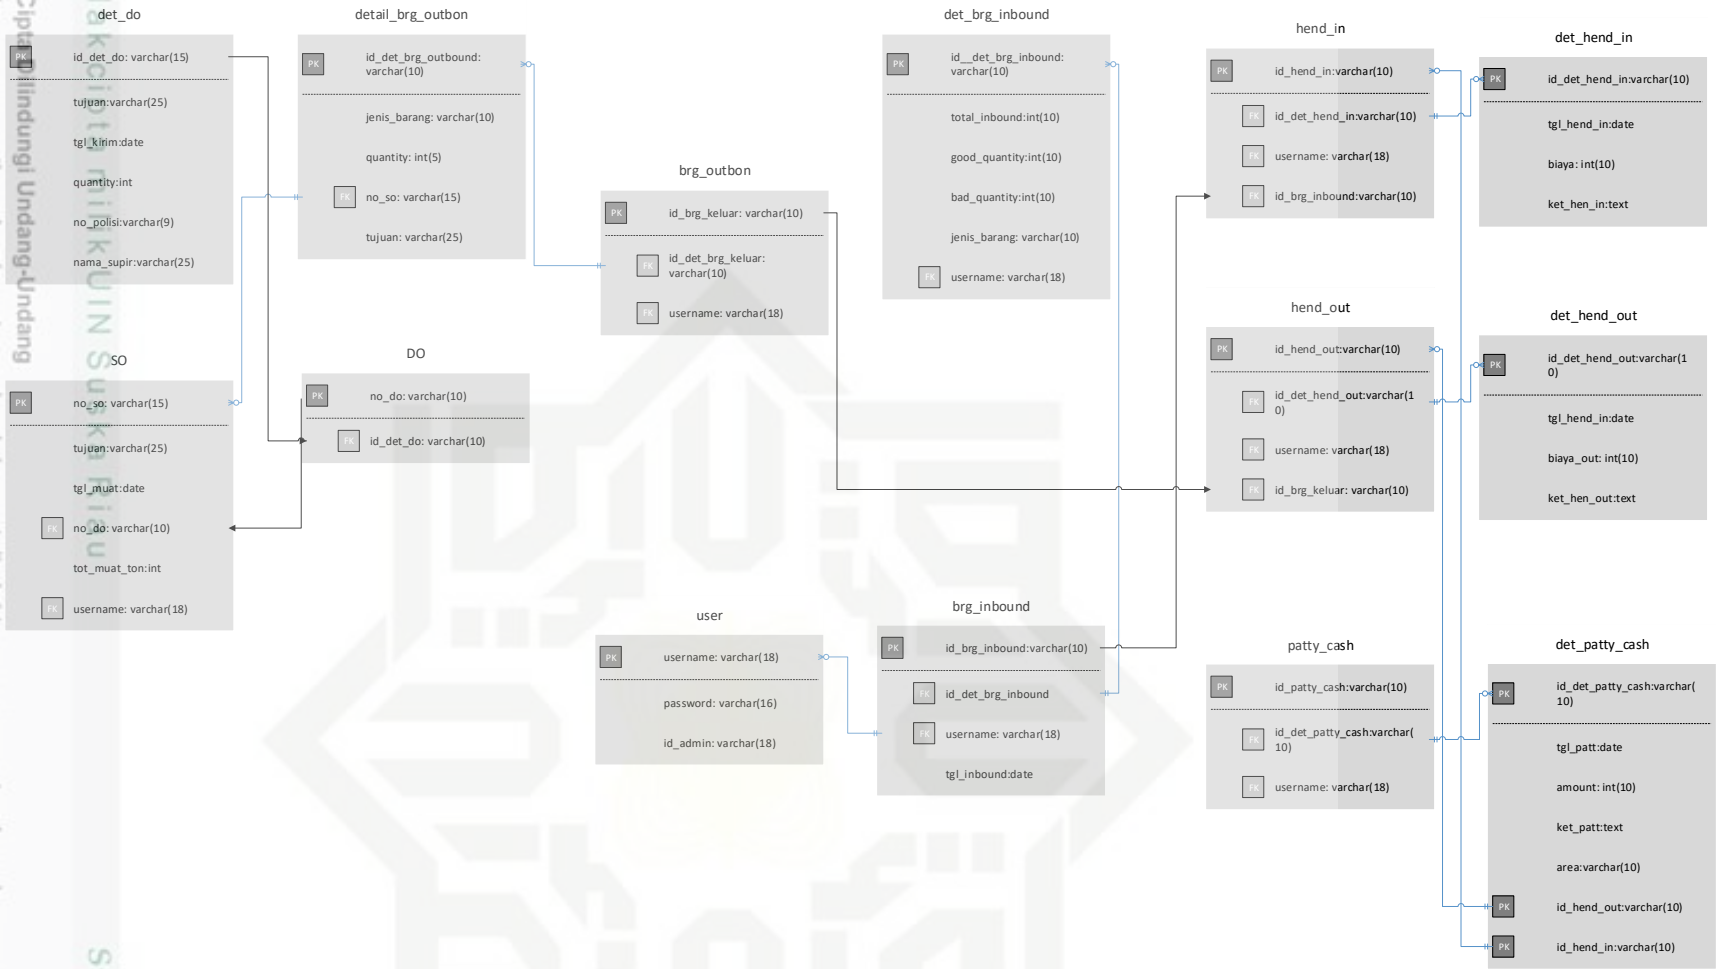 det_do
PK
id_det_do: varchar(15)
tujuan:varchar(25)
tgl_kirim:date
quantity:int
no_polisi:varchar(9)
nama_supir:varchar(25)
detail_brg_outbon
PK
id_det_brg_outbound:
varchar(10)
jenis_barang: varchar(10)
quantity: int(5)
FK
no_so: varchar(15)
tujuan: varchar(25)
brg_outbon
PK
id_brg_keluar: varchar(10)
FK
id_det_brg_keluar:
varchar(10)
FK
username: varchar(18)
det_brg_inbound
PK
id__det_brg_inbound:
varchar(10)
total_inbound:int(10)
good_quantity:int(10)
bad_quantity:int(10)
jenis_barang: varchar(10)
FK
username: varchar(18)
hend_in
PK
id_hend_in:varchar(10)
FK
id_det_hend_in:varchar(10)
FK
username: varchar(18)
FK
id_brg_inbound:varchar(10)
det_hend_in
PK
id_det_hend_in:varchar(10)
tgl_hend_in:date
biaya: int(10)
ket_hen_in:text
SO
PK
no_so: varchar(15)
tujuan:varchar(25)
tgl_muat:date
FK
no_do: varchar(10)
tot_muat_ton:int
FK
username: varchar(18)
DO
PK
no_do: varchar(10)
FK
id_det_do: varchar(10)
hend_out
PK
id_hend_out:varchar(10)
FK
id_det_hend_out:varchar(1
0)
FK
username: varchar(18)
FK
id_brg_keluar: varchar(10)
det_hend_out
PK
id_det_hend_out:varchar(1
0)
tgl_hend_in:date
biaya_out: int(10)
ket_hen_out:text
user
PK
username: varchar(18)
password: varchar(16)
id_admin: varchar(18)
brg_inbound
PK
id_brg_inbound:varchar(10)
FK
id_det_brg_inbound
FK
username: varchar(18)
tgl_inbound:date
patty_cash
PK
id_patty_cash:varchar(10)
FK
id_det_patty_cash:varchar(
10)
FK
username: varchar(18)
det_patty_cash
PK
id_det_patty_cash:varchar(
10)
tgl_patt:date
amount: int(10)
ket_patt:text
area:varchar(10)
PK
id_hend_out:varchar(10)
PK
id_hend_in:varchar(10)
Cipta Dilindungi Undang-Undang
ak cipta milik UIN Suska Riau
S